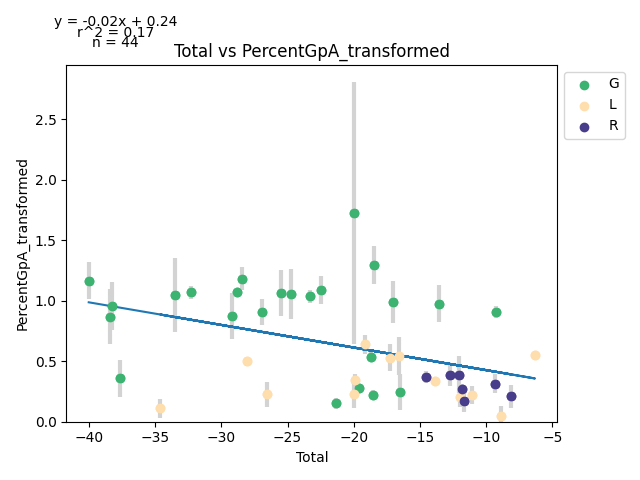 y = -0.02x + 0.24
r^2 = 0.17
n = 44
Total vs PercentGpA_transformed
G
L
R
PercentGpA_transformed
2.5
2.0
1.5
1.0
0.5
0.0
−40
−35
−30
−25
−20
−15
−10
−5
Total